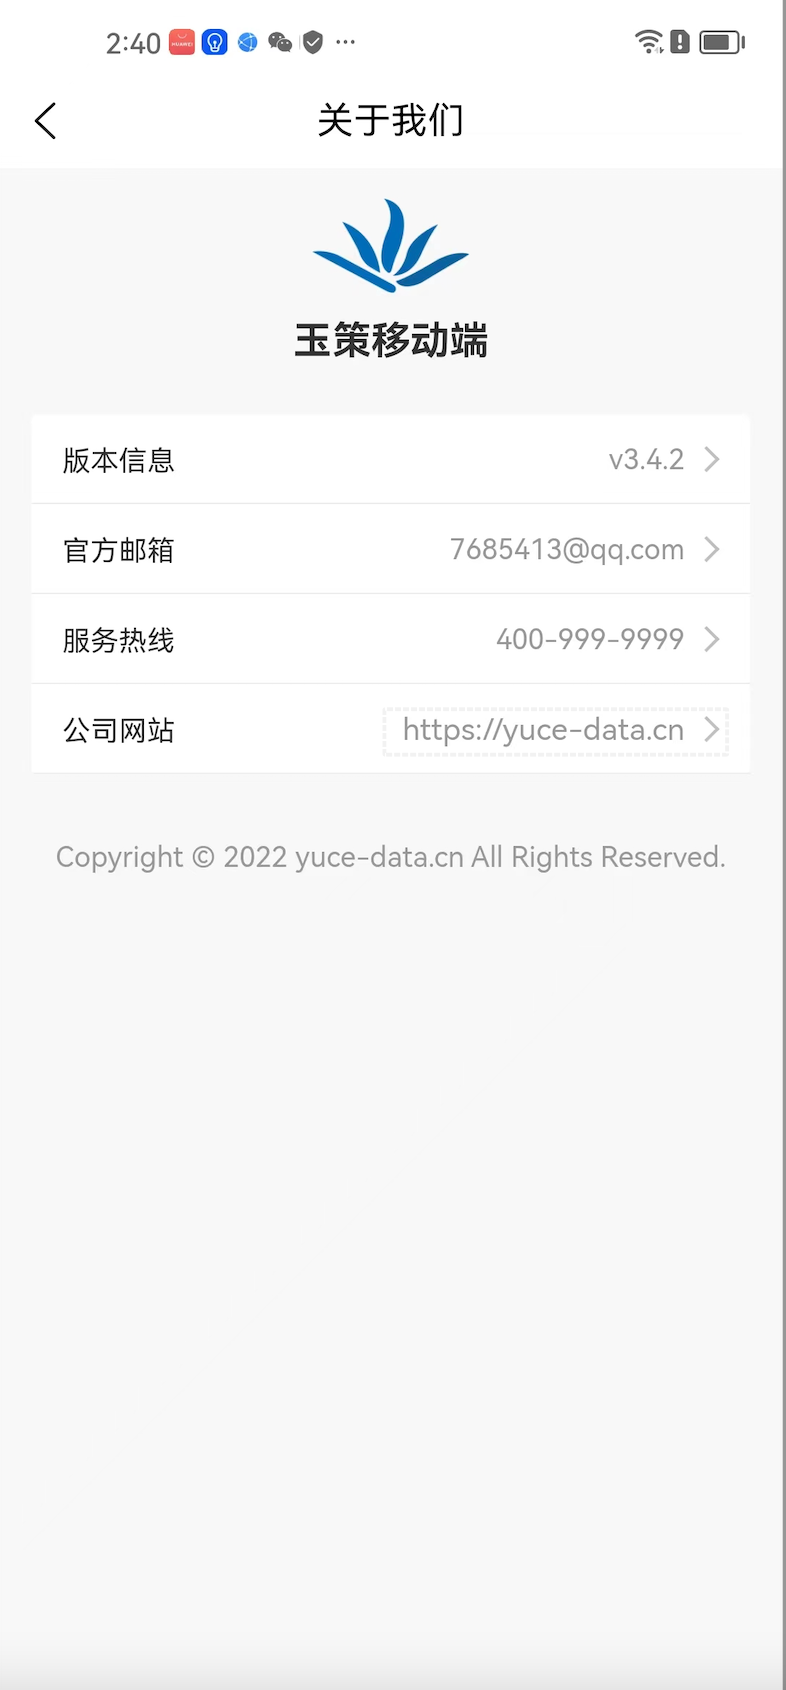 2:40
HUAWEI
关于我们
玉策移动端
版本信息 v3.4.2
官方邮箱 7685413@qq.com
服务热线 400-999-9999
公司网站 https://yuce-data.cn
Copyright © 2022 yuce-data.cn All Rights Reserved.